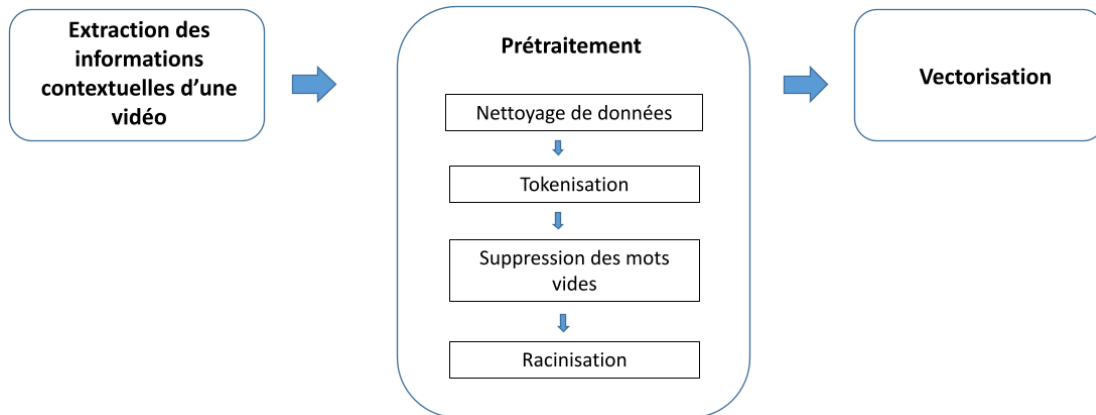 Extraction des
informations
contextuelles d’une
vidéo
Prétraitement
Nettoyage de données
Tokenisation
Suppression des mots
vides
Racinisation
Vectorisation